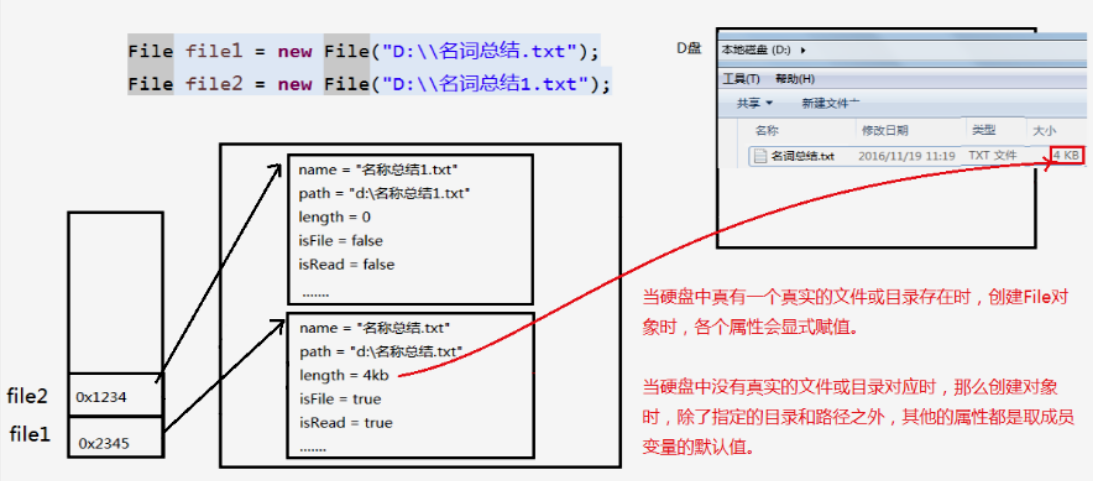 File file1 = new File("D:\\名词总结.txt");
File file2 = new File("D:\\名词总结1.txt");
D盘
本地磁盘 (D:)
工具(T) 帮助(H)
共享 新建文件
名称 修改日期 类型 大小
名词总结.txt 2016/11/19 11:19 TXT 文件 4 KB
name = "名称总结1.txt"
path = "d:\名称总结1.txt"
length = 0
isFile = false
isRead = false
.......
name = "名称总结.txt"
path = "d:\名称总结.txt"
length = 4kb
isFile = true
isRead = true
.......
file2 0x1234
file1 0x2345
当硬盘中真有一个真实的文件或目录存在时，创建File对
象时，各个属性会显式赋值。
当硬盘中没有真实的文件或目录对应时，那么创建对象
时，除了指定的目录和路径之外，其他的属性都是取成员
变量的默认值。